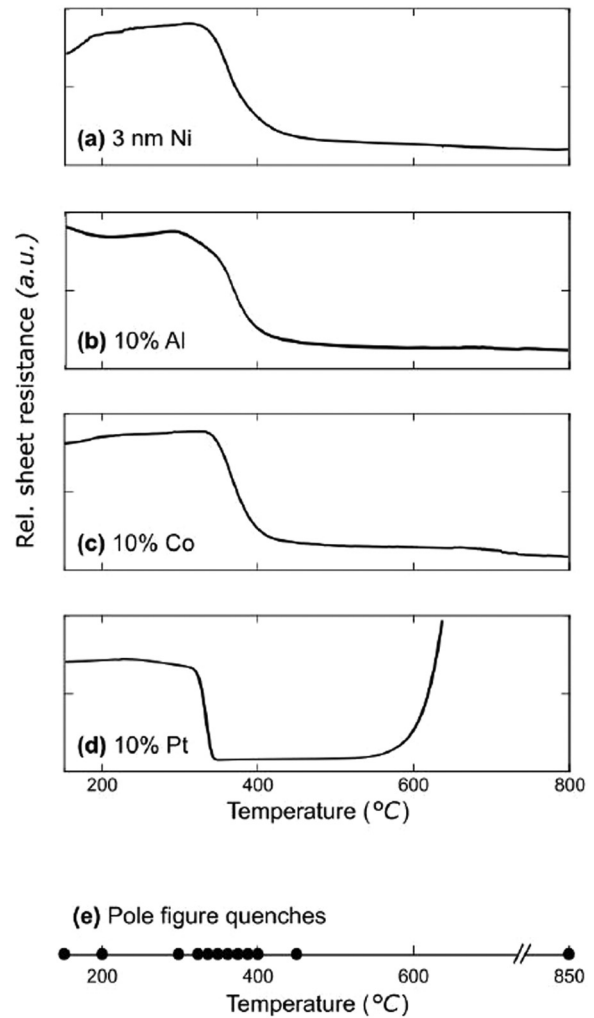 (a) 3 nm Ni
(b) 10% Al
(c) 10% Co
(d) 10% Pt
Rel. sheet resistance (a.u.)
200 400 600 800
Temperature (°C)
(e) Pole figure quenches
200 400 600 850
Temperature (°C)